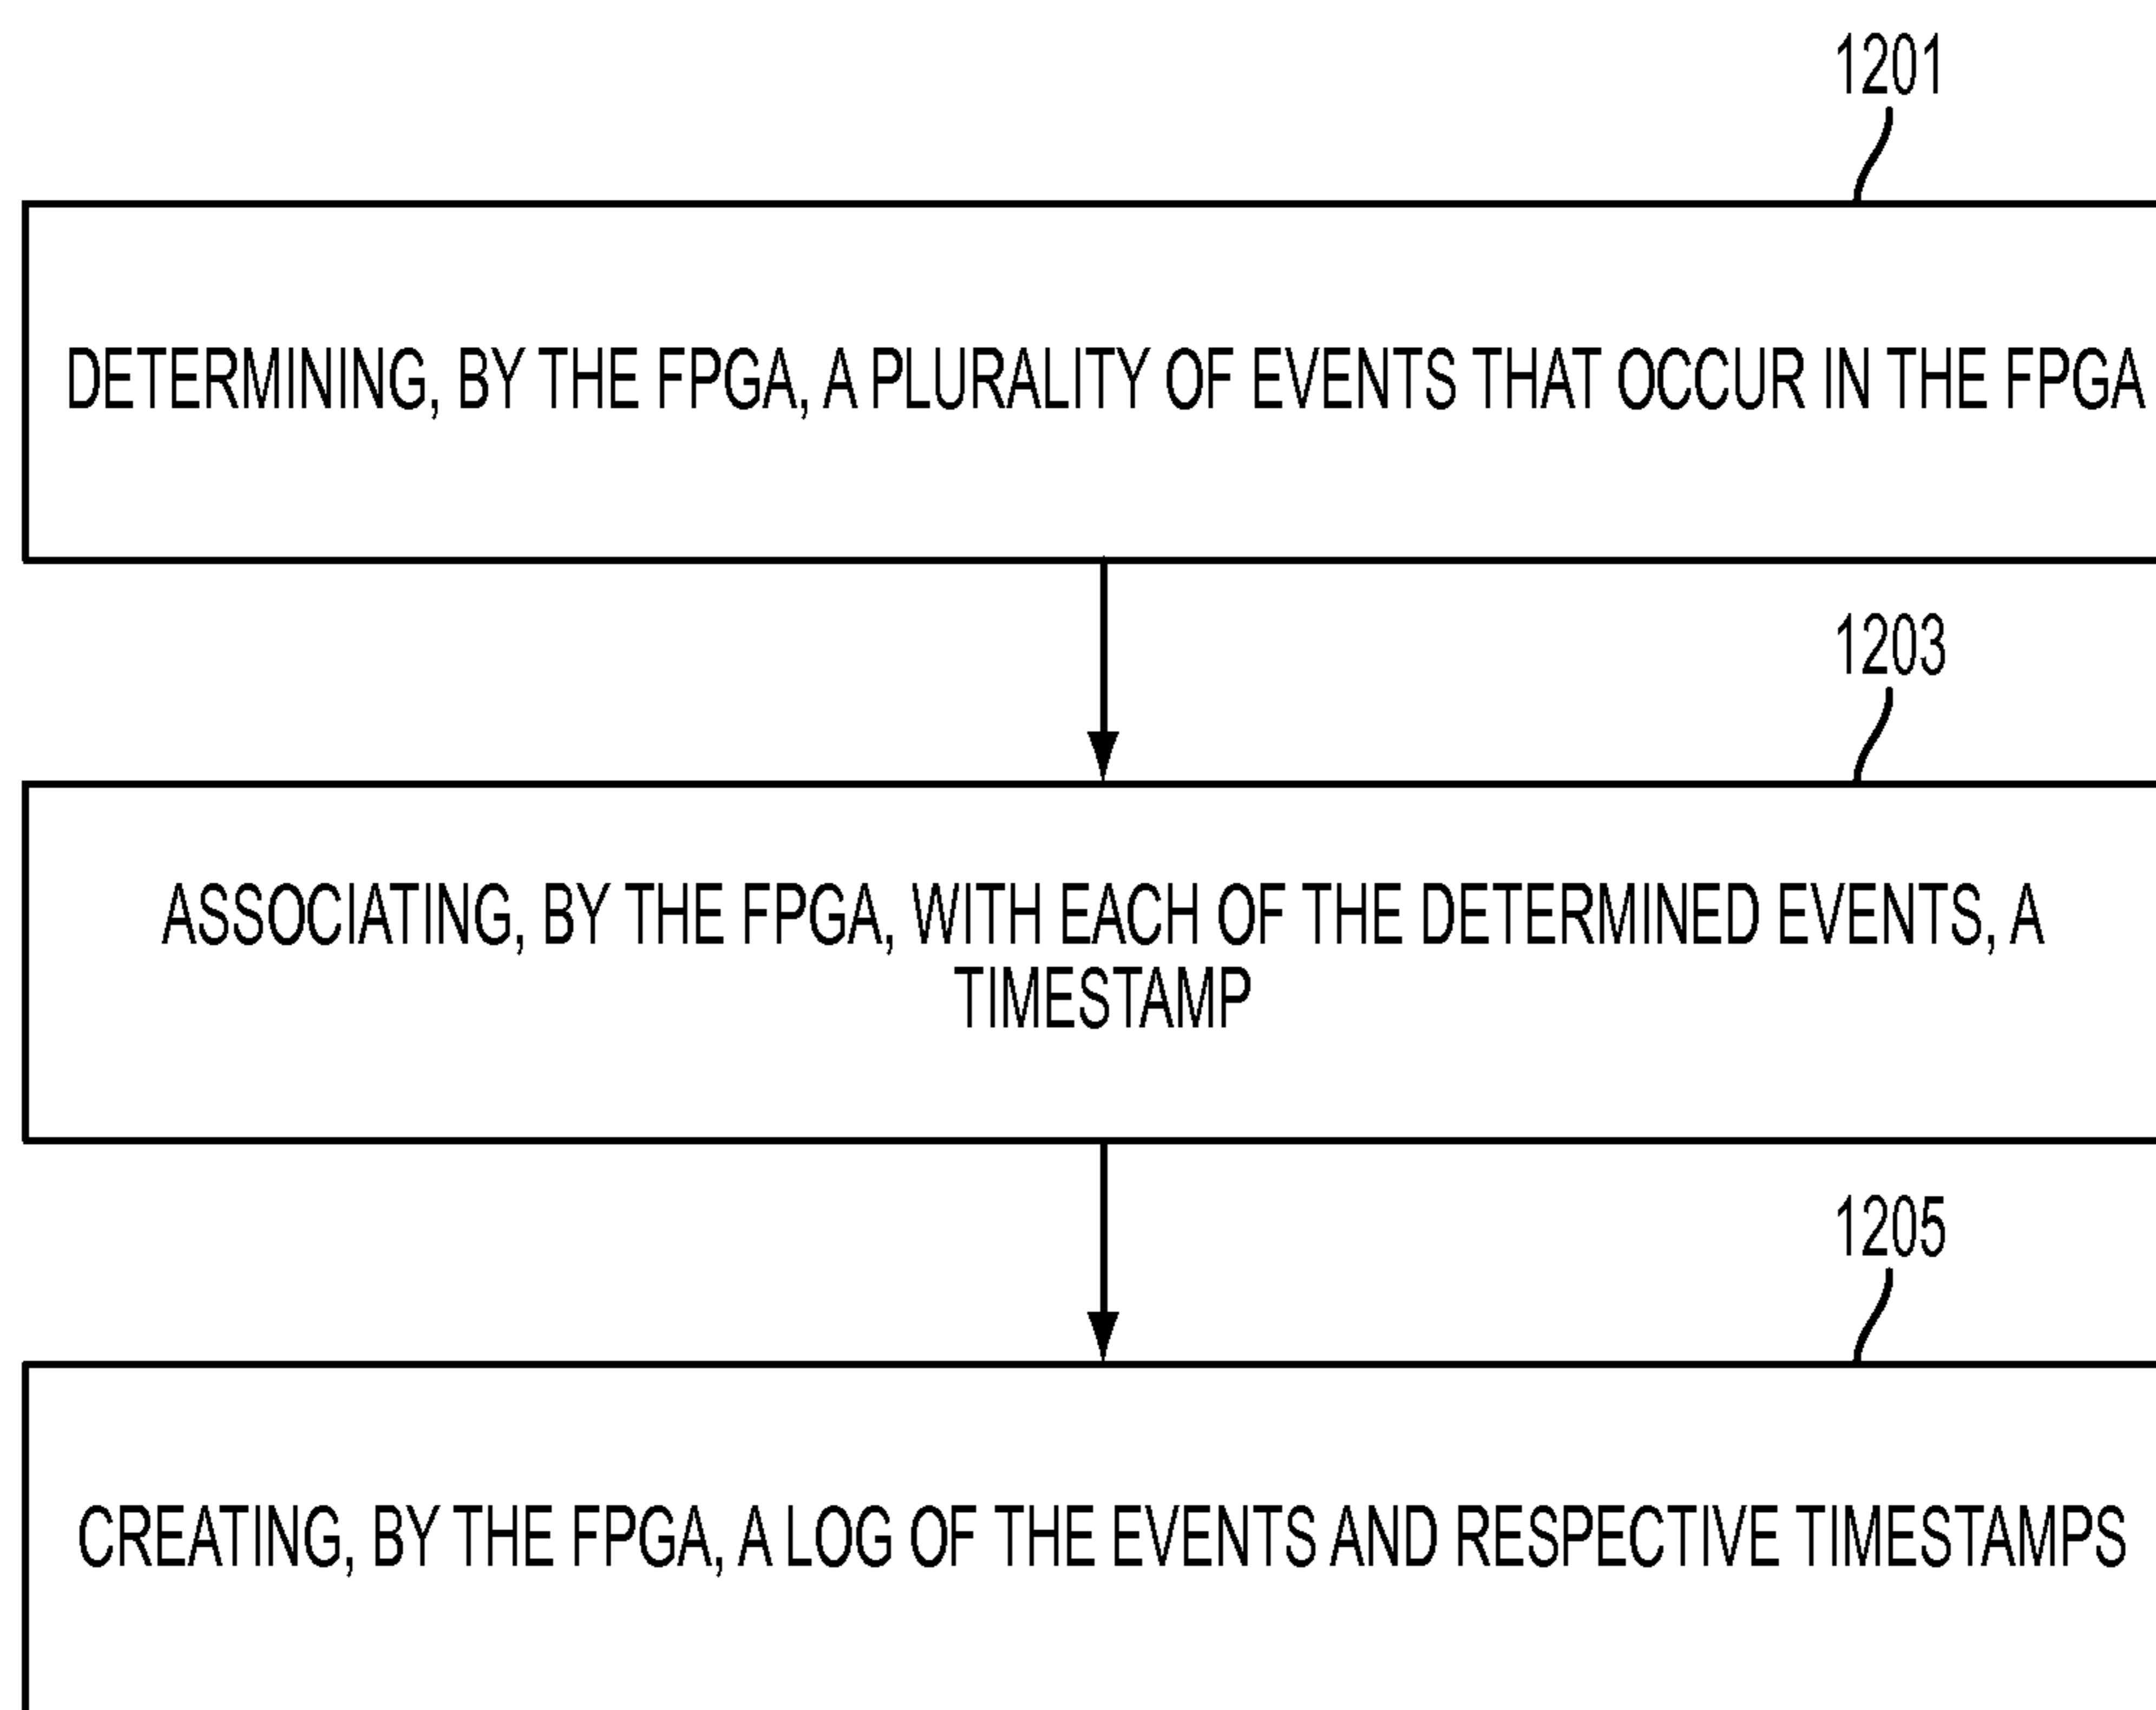 1201
DETERMINING, BY THE FPGA, A PLURALITY OF EVENTS THAT OCCUR IN THE FPGA
1203
ASSOCIATING, BY THE FPGA, WITH EACH OF THE DETERMINED EVENTS, A
TIMESTAMP
1205
CREATING, BY THE FPGA, A LOG OF THE EVENTS AND RESPECTIVE TIMESTAMPS